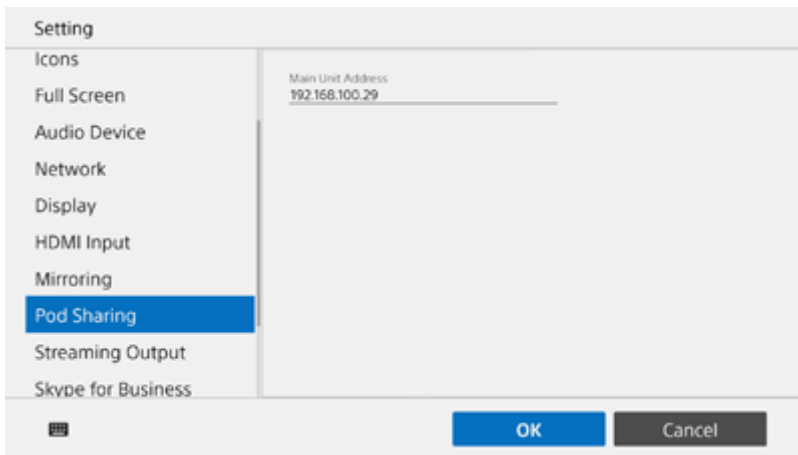 Setting
Icons
Full Screen
Audio Device
Network
Display
HDMI Input
Mirroring
Pod Sharing
Streaming Output
Skype for Business
Main Unit Address
192.168.100.29
OK
Cancel